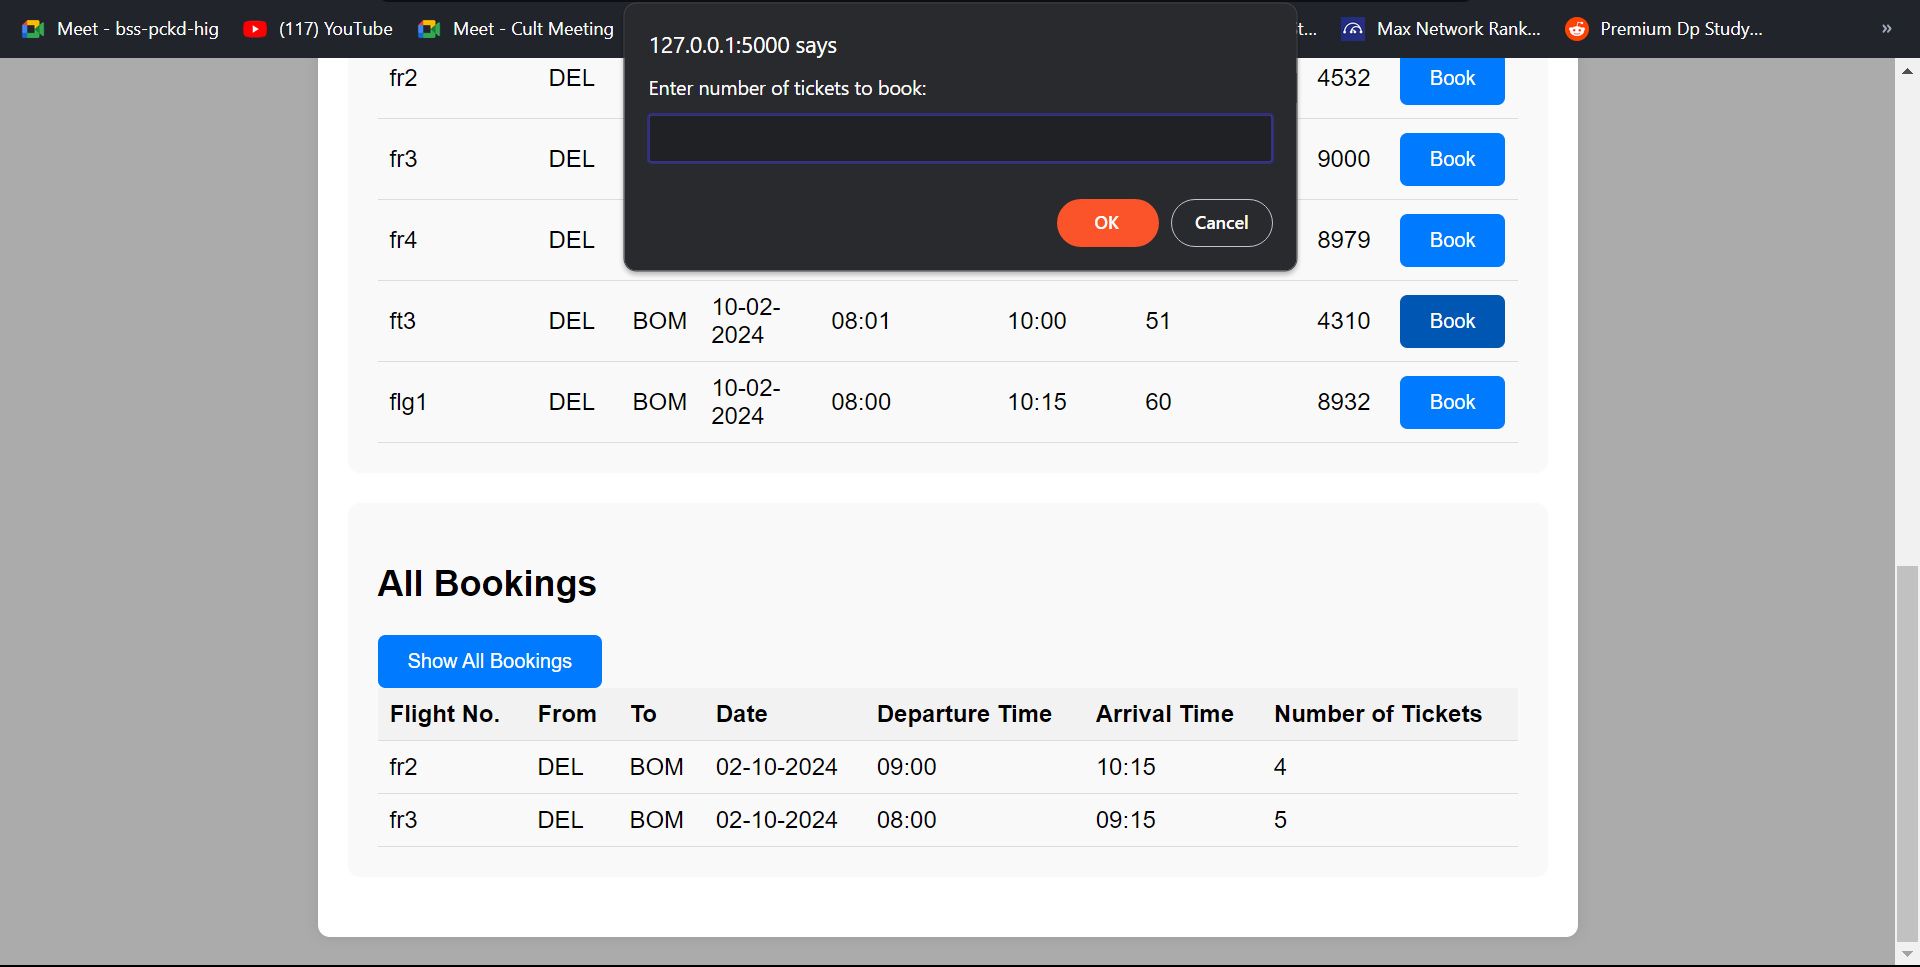 Meet - bss-pckd-hig (117) YouTube Meet - Cult Meeting t... Max Network Rank... Premium Dp Study... »
127.0.0.1:5000 says
Enter number of tickets to book:
OK Cancel
fr2 DEL 4532 Book
fr3 DEL 9000 Book
fr4 DEL 8979 Book
ft3 DEL BOM 10-02-2024 08:01 10:00 51 4310 Book
flg1 DEL BOM 10-02-2024 08:00 10:15 60 8932 Book
All Bookings
Show All Bookings
Flight No. From To Date Departure Time Arrival Time Number of Tickets
fr2 DEL BOM 02-10-2024 09:00 10:15 4
fr3 DEL BOM 02-10-2024 08:00 09:15 5